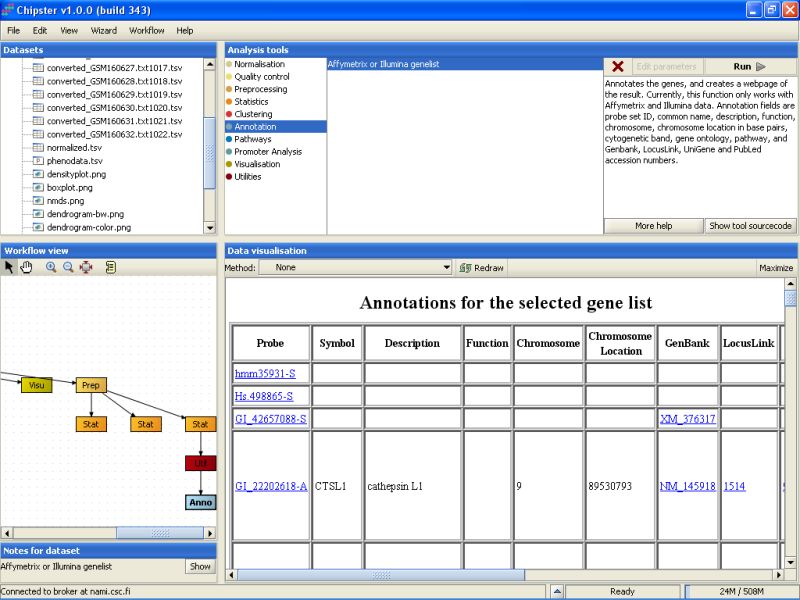 Chipster v1.0.0 (build 343)
File Edit View Wizard Workflow Help
Datasets
converted_GSM160627.txt1017.tsv
converted_GSM160628.txt1018.tsv
converted_GSM160629.txt1019.tsv
converted_GSM160630.txt1020.tsv
converted_GSM160631.txt1021.tsv
converted_GSM160632.txt1022.tsv
normalized.tsv
phenodata.tsv
densityplot.png
boxplot.png
nmds.png
dendrogram-bw.png
dendrogram-color.png
Analysis tools
Normalisation
Quality control
Preprocessing
Statistics
Clustering
Annotation
Pathways
Promoter Analysis
Visualisation
Utilities
Affymetrix or Illumina genelist
Edit parameters Run
Annotates the genes, and creates a webpage of
the result. Currently, this function only works with
Affymetrix and Illumina data. Annotation fields are
probe set ID, common name, description, function,
chromosome, chromosome location in base pairs,
cytogenetic band, gene ontology, pathway, and
Genbank, LocusLink, UniGene and PubLed
accession numbers.
More help Show tool sourcecode
Workflow view
Visu Prep
Stat Stat Stat
Anno
Notes for dataset
Affymetrix or Illumina genelist Show
Data visualisation
Method: None Redraw Maximize
Annotations for the selected gene list
Probe Symbol Description Function Chromosome Chromosome Location GenBank LocusLink
hmm35931-S
Hs.498865-S
GI_42657088-S XM_376317
GI_22202618-A CTSL1 cathepsin L1 9 89530793 NM_145918 1514
Connected to broker at nami.csc.fi Ready 24M / 508M